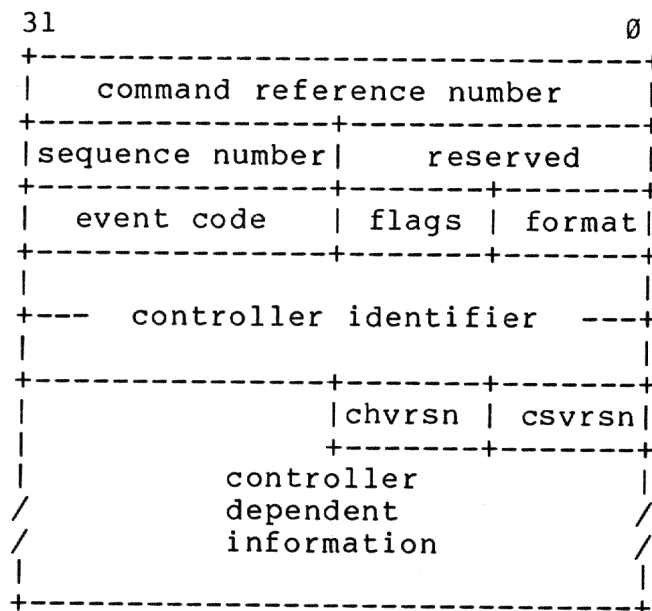 31 0
command reference number
sequence number reserved
event code flags format
controller identifier
chvrsn csvrsn
controller
dependent
information